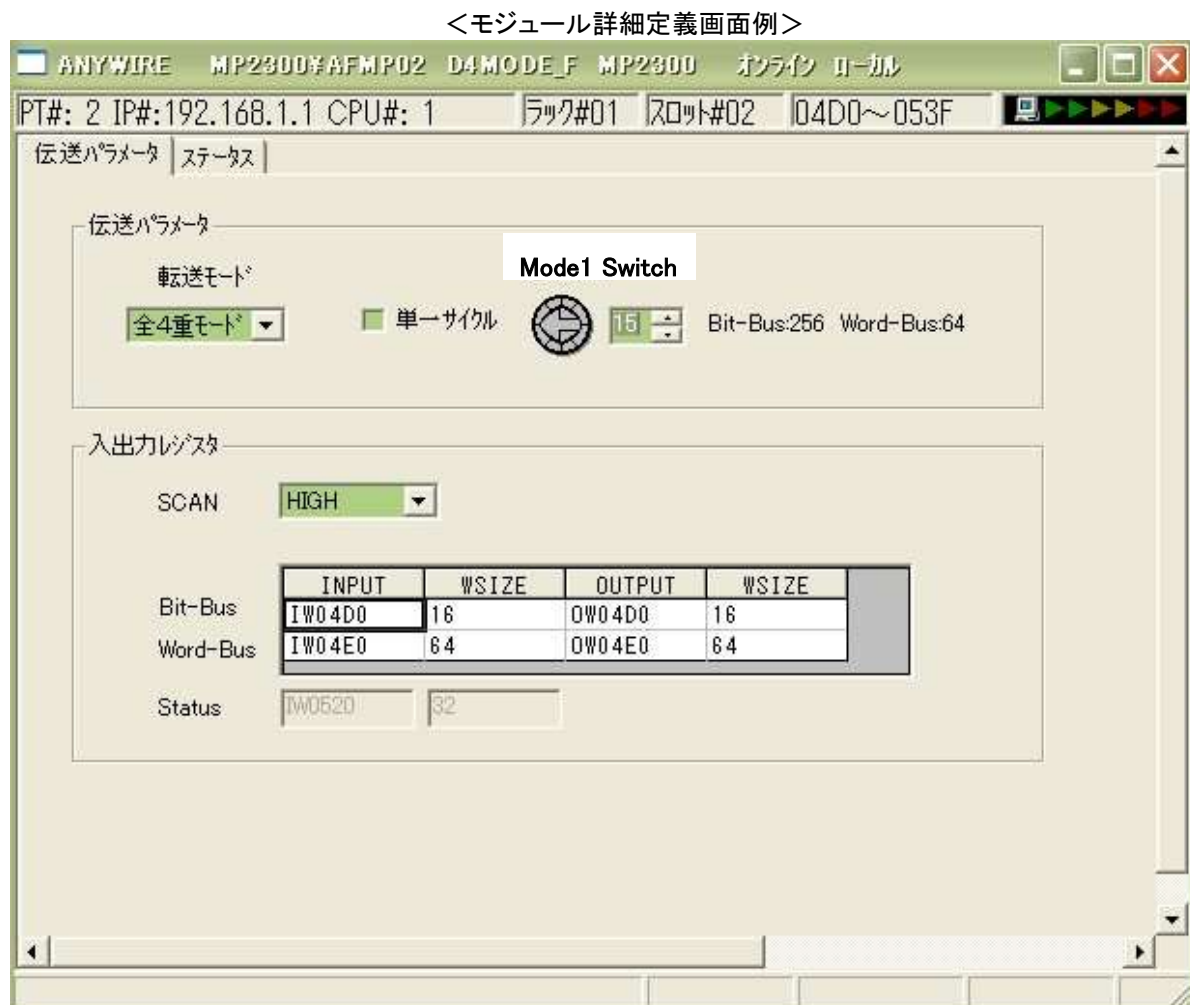 ＜モジュール詳細定義画面例＞
ANYWIRE MP2300¥AFMP02 D4MODE_F MP2300 オンライン ローカル
PT#: 2 IP#:192.168.1.1 CPU#: 1 ラック#01 スロット#02 04D0～053F
伝送パラメータ ステータス
伝送パラメータ
Mode1 Switch
転送モード
全4重モード 単一サイクル 15 Bit-Bus:256 Word-Bus:64
入出力レジスタ
SCAN HIGH
INPUT WSIZE OUTPUT WSIZE
Bit-Bus IW04D0 16 OW04D0 16
Word-Bus IW04E0 64 OW04E0 64
Status IW0520 32